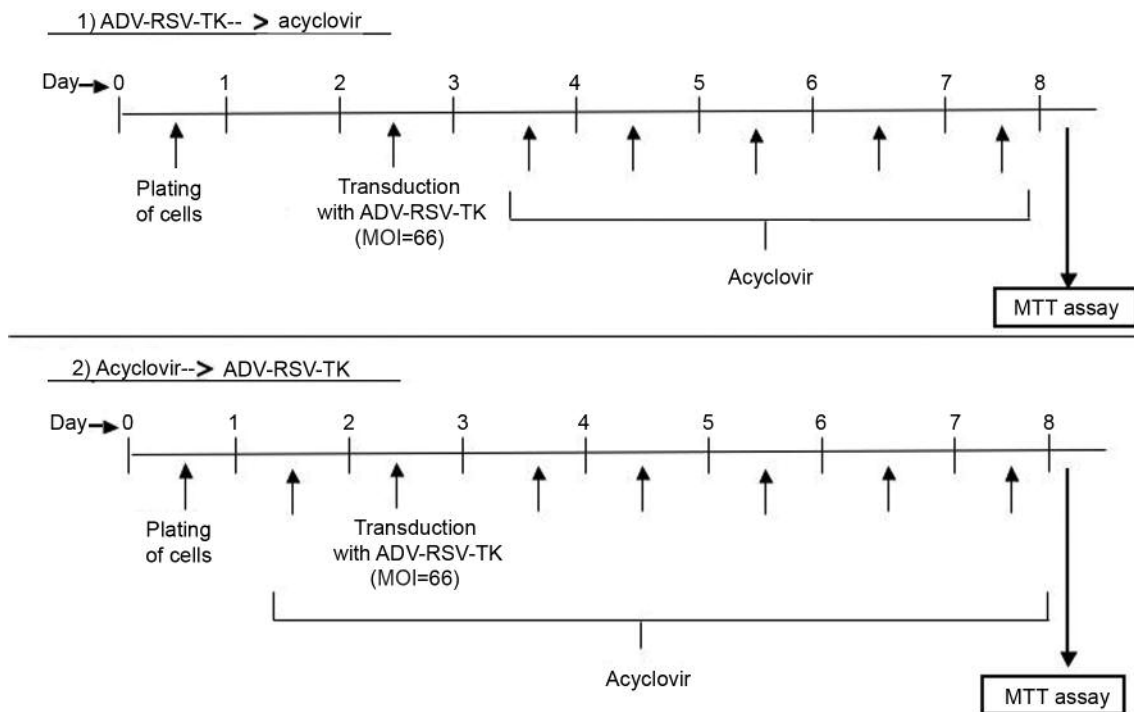 1) ADV-RSV-TK-- > acyclovir
Day 0 1 2 3 4 5 6 7 8
Plating
of cells
Transduction
with ADV-RSV-TK
(MOI=66)
Acyclovir
MTT assay
2) Acyclovir--> ADV-RSV-TK
Day 0 1 2 3 4 5 6 7 8
Plating
of cells
Transduction
with ADV-RSV-TK
(MOI=66)
Acyclovir
MTT assay